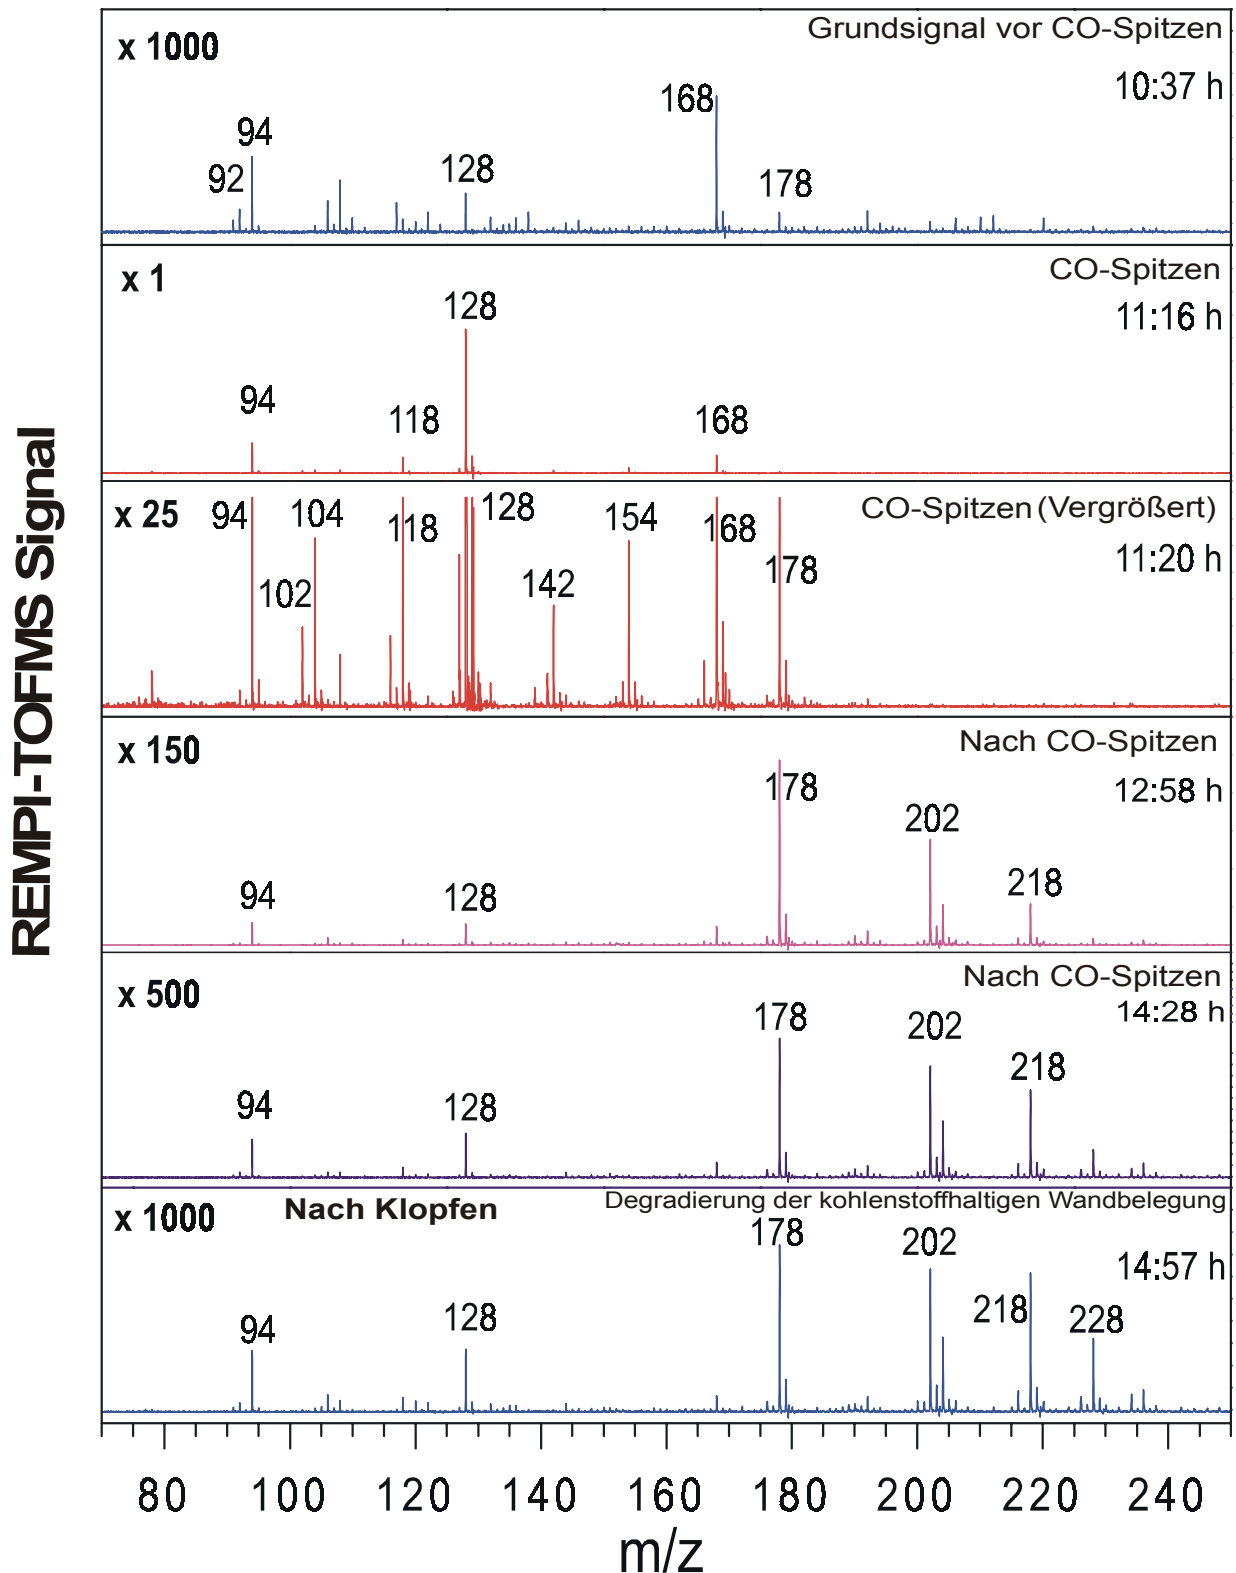 REMPI-TOFMS Signal
x 1000
Grundsignal vor CO-Spitzen
10:37 h
92
94
128
168
178
x 1
CO-Spitzen
11:16 h
94
118
128
168
x 25
CO-Spitzen (Vergrößert)
11:20 h
94
102
104
118
128
142
154
168
178
x 150
Nach CO-Spitzen
12:58 h
94
128
178
202
218
x 500
Nach CO-Spitzen
14:28 h
94
128
178
202
218
x 1000
Nach Klopfen
Degradierung der kohlenstoffhaltigen Wandbelegung
14:57 h
94
128
178
202
218
228
80 100 120 140 160 180 200 220 240
m/z